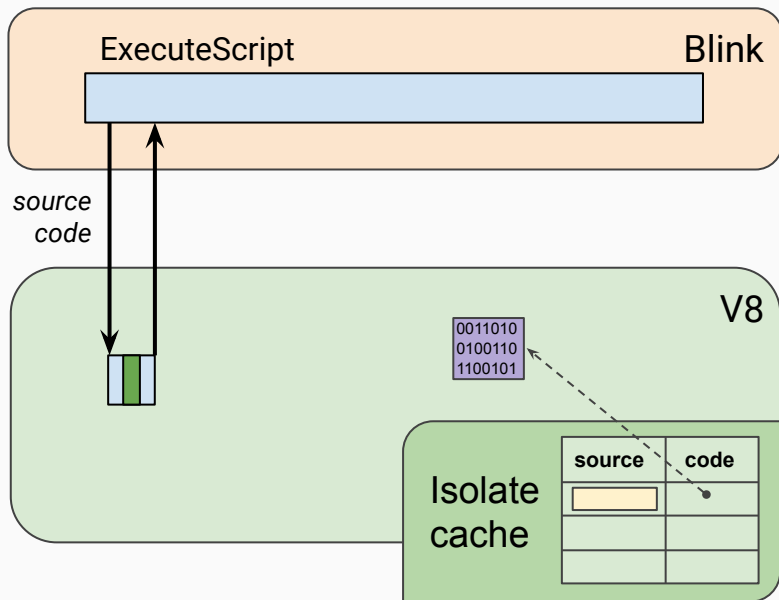 ExecuteScript
Blink
source
code
V8
0011010
0100110
1100101
source code
Isolate
cache